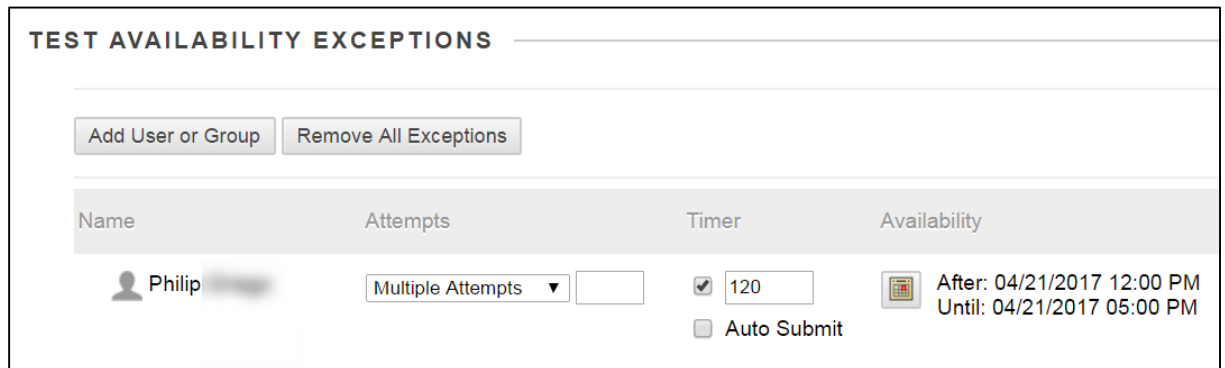 TEST AVAILABILITY EXCEPTIONS
Add User or Group Remove All Exceptions
Name Attempts Timer Availability
Philip Multiple Attempts 120 After: 04/21/2017 12:00 PM
Until: 04/21/2017 05:00 PM
Auto Submit